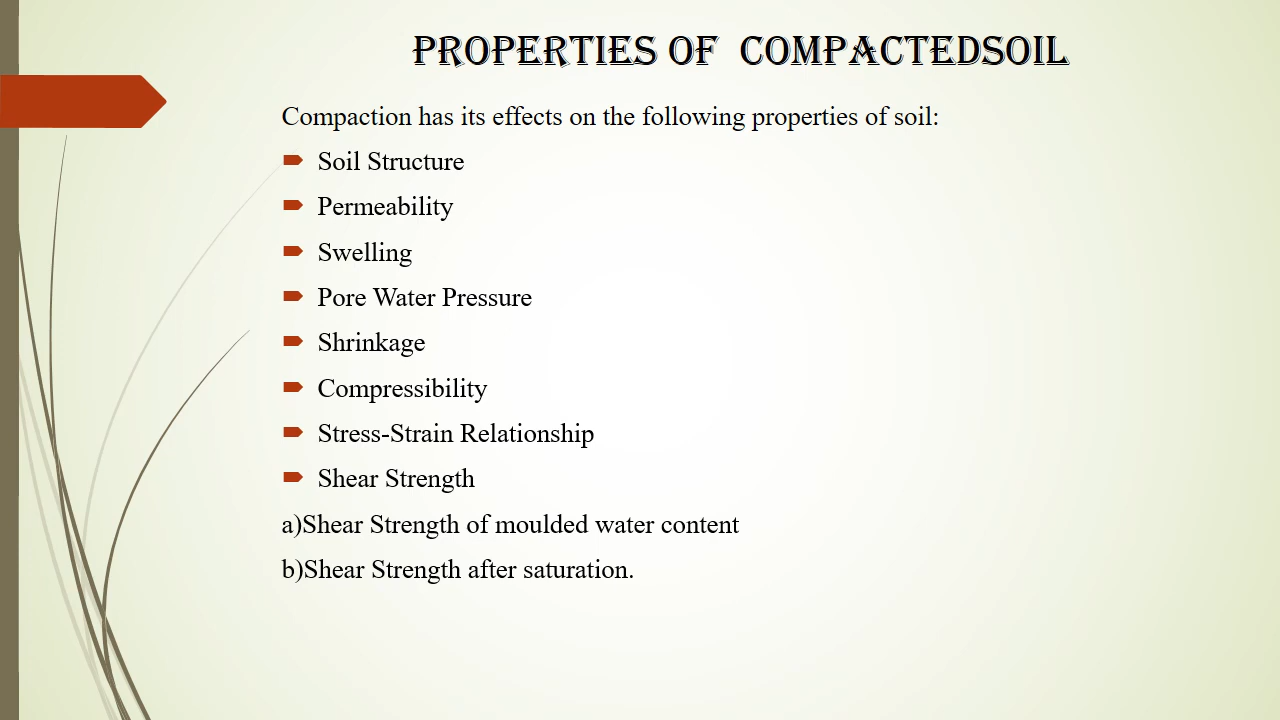 PROPERTIES OF COMPACTEDSOIL
Compaction has its effects on the following properties of soil:
Soil Structure
Permeability
Swelling
Pore Water Pressure
Shrinkage
Compressibility
Stress-Strain Relationship
Shear Strength
a)Shear Strength of moulded water content
b)Shear Strength after saturation.